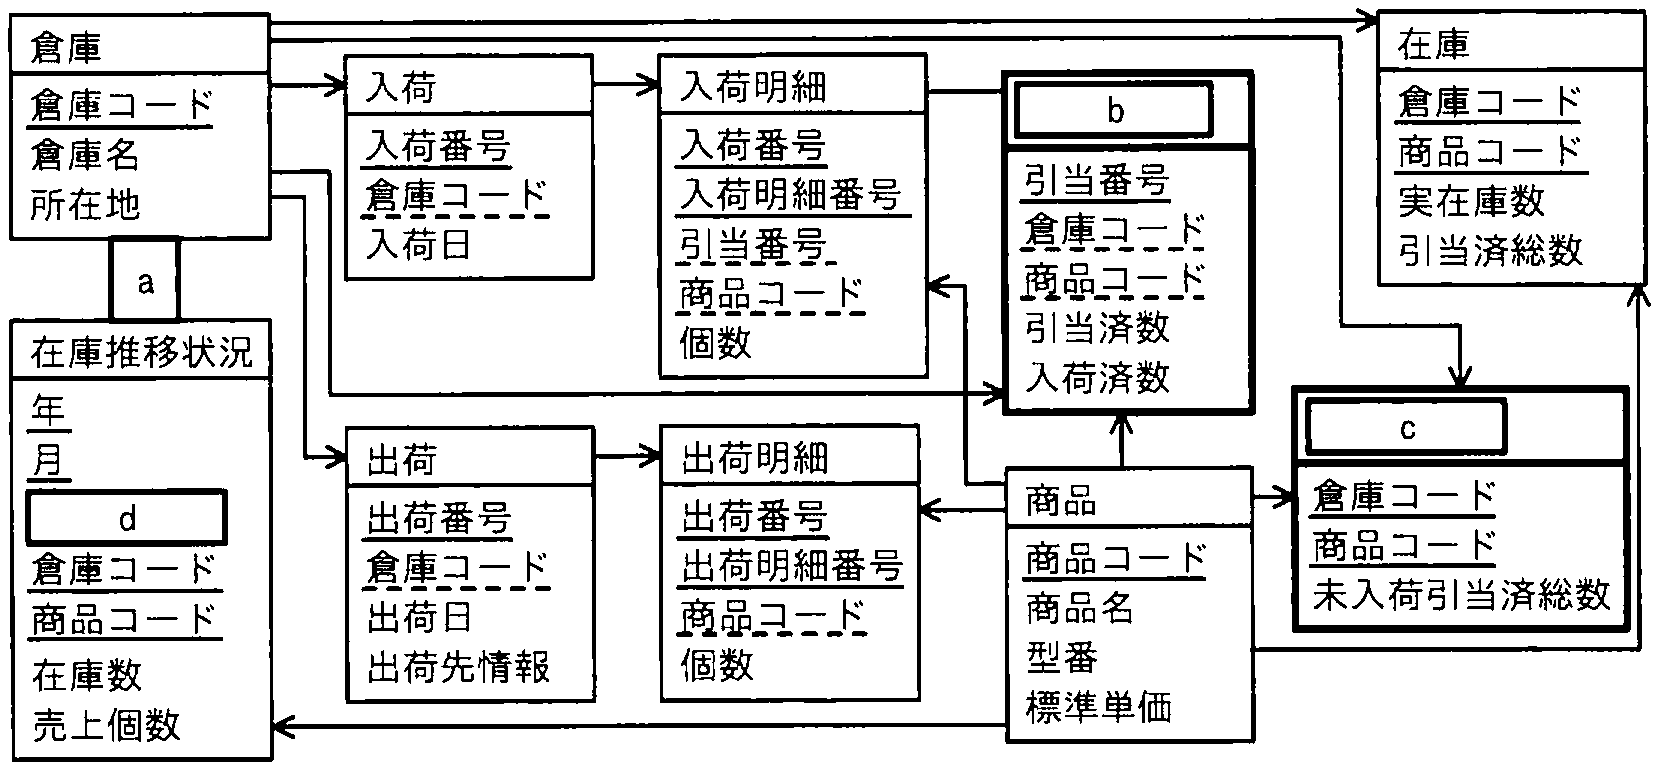 倉庫
倉庫コード
倉庫名
所在地
a
在庫推移状況
年
月
d
倉庫コード
商品コード
在庫数
売上個数
入荷
入荷番号
倉庫コード
入荷日
入荷明細
入荷番号
入荷明細番号
引当番号
商品コード
個数
出荷
出荷番号
倉庫コード
出荷日
出荷先情報
出荷明細
出荷番号
出荷明細番号
商品コード
個数
b
引当番号
倉庫コード
商品コード
引当済数
入荷済数
商品
商品コード
商品名
型番
標準単価
在庫
倉庫コード
商品コード
実在庫数
引当済総数
c
倉庫コード
商品コード
未入荷引当済総数